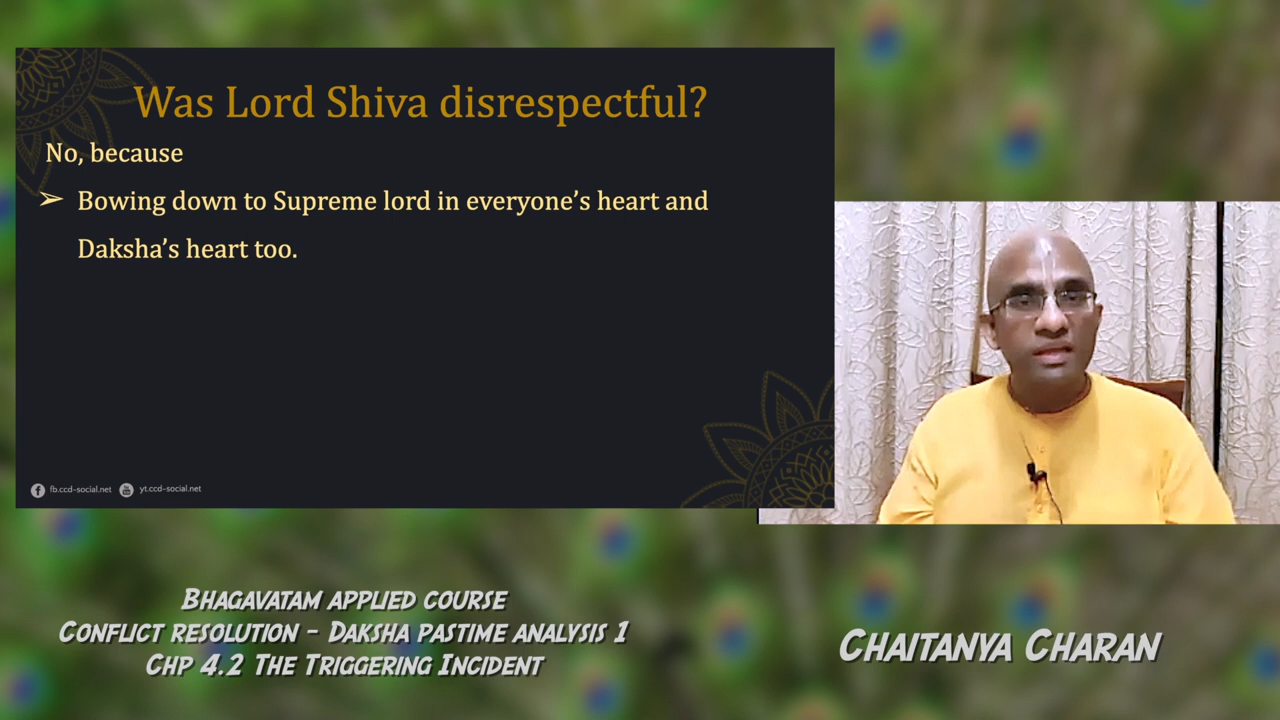 Was Lord Shiva disrespectful?
No, because
➢ Bowing down to Supreme lord in everyone’s heart and
Daksha’s heart too.
fb.ccd-social.net yt.ccd-social.net
Bhagavatam applied course
Conflict resolution - Daksha pastime analysis 1
Chp 4.2 The Triggering Incident
Chaitanya Charan